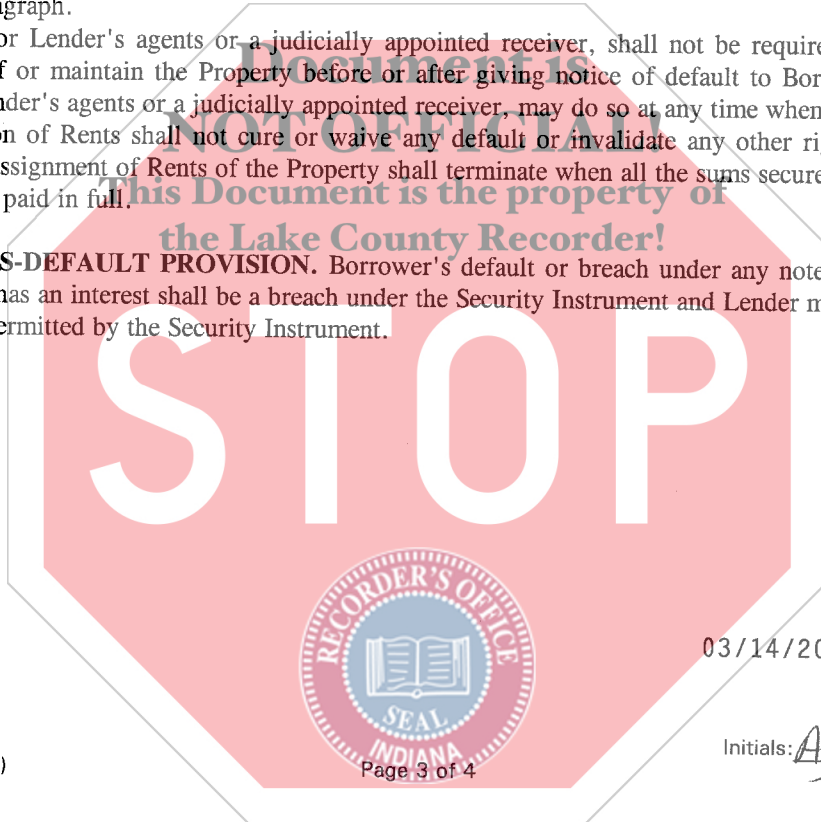 agraph.
or Lender's agents or a judicially appointed receiver, shall not be require
Document is
f or maintain the Property before or after giving notice of default to Bor
nder's agents or a judicially appointed receiver, may do so at any time when
NOT OFFICIAL!
on of Rents shall not cure or waive any default or invalidate any other ri
ssignment of Rents of the Property shall terminate when all the sums secure
paid in full.
This Document is the property of
the Lake County Recorder!
S-DEFAULT PROVISION. Borrower's default or breach under any note
has an interest shall be a breach under the Security Instrument and Lender m
ermitted by the Security Instrument.
STOP
RECORDER'S OFFICE
SEAL
INDIANA
03/14/20
Initials: A
)
Page 3 of 4